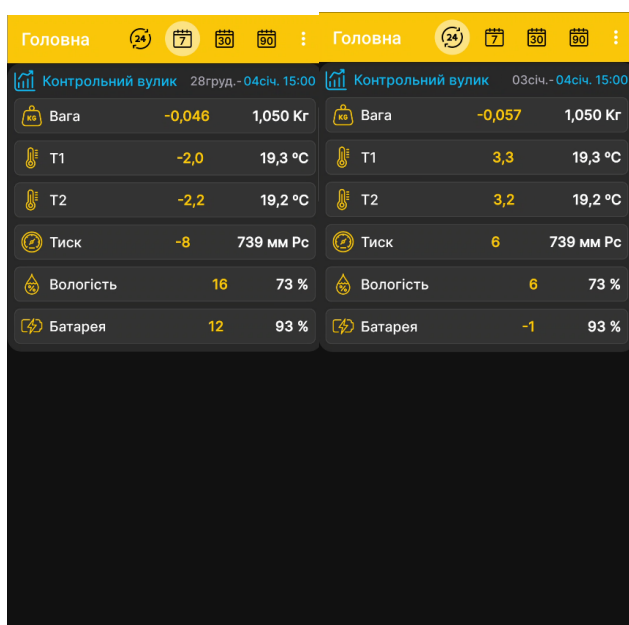 Головна 24 7 30 90
Контрольний вулик 28груд.-04січ. 15:00
KG Вага -0,046 1,050 Кг
T1 -2,0 19,3 ºC
T2 -2,2 19,2 ºC
Тиск -8 739 мм Рс
% Вологість 16 73 %
Батарея 12 93 %
Головна 24 7 30 90
Контрольний вулик 03січ.-04січ. 15:00
KG Вага -0,057 1,050 Кг
T1 3,3 19,3 ºC
T2 3,2 19,2 ºC
Тиск 6 739 мм Рс
% Вологість 6 73 %
Батарея -1 93 %